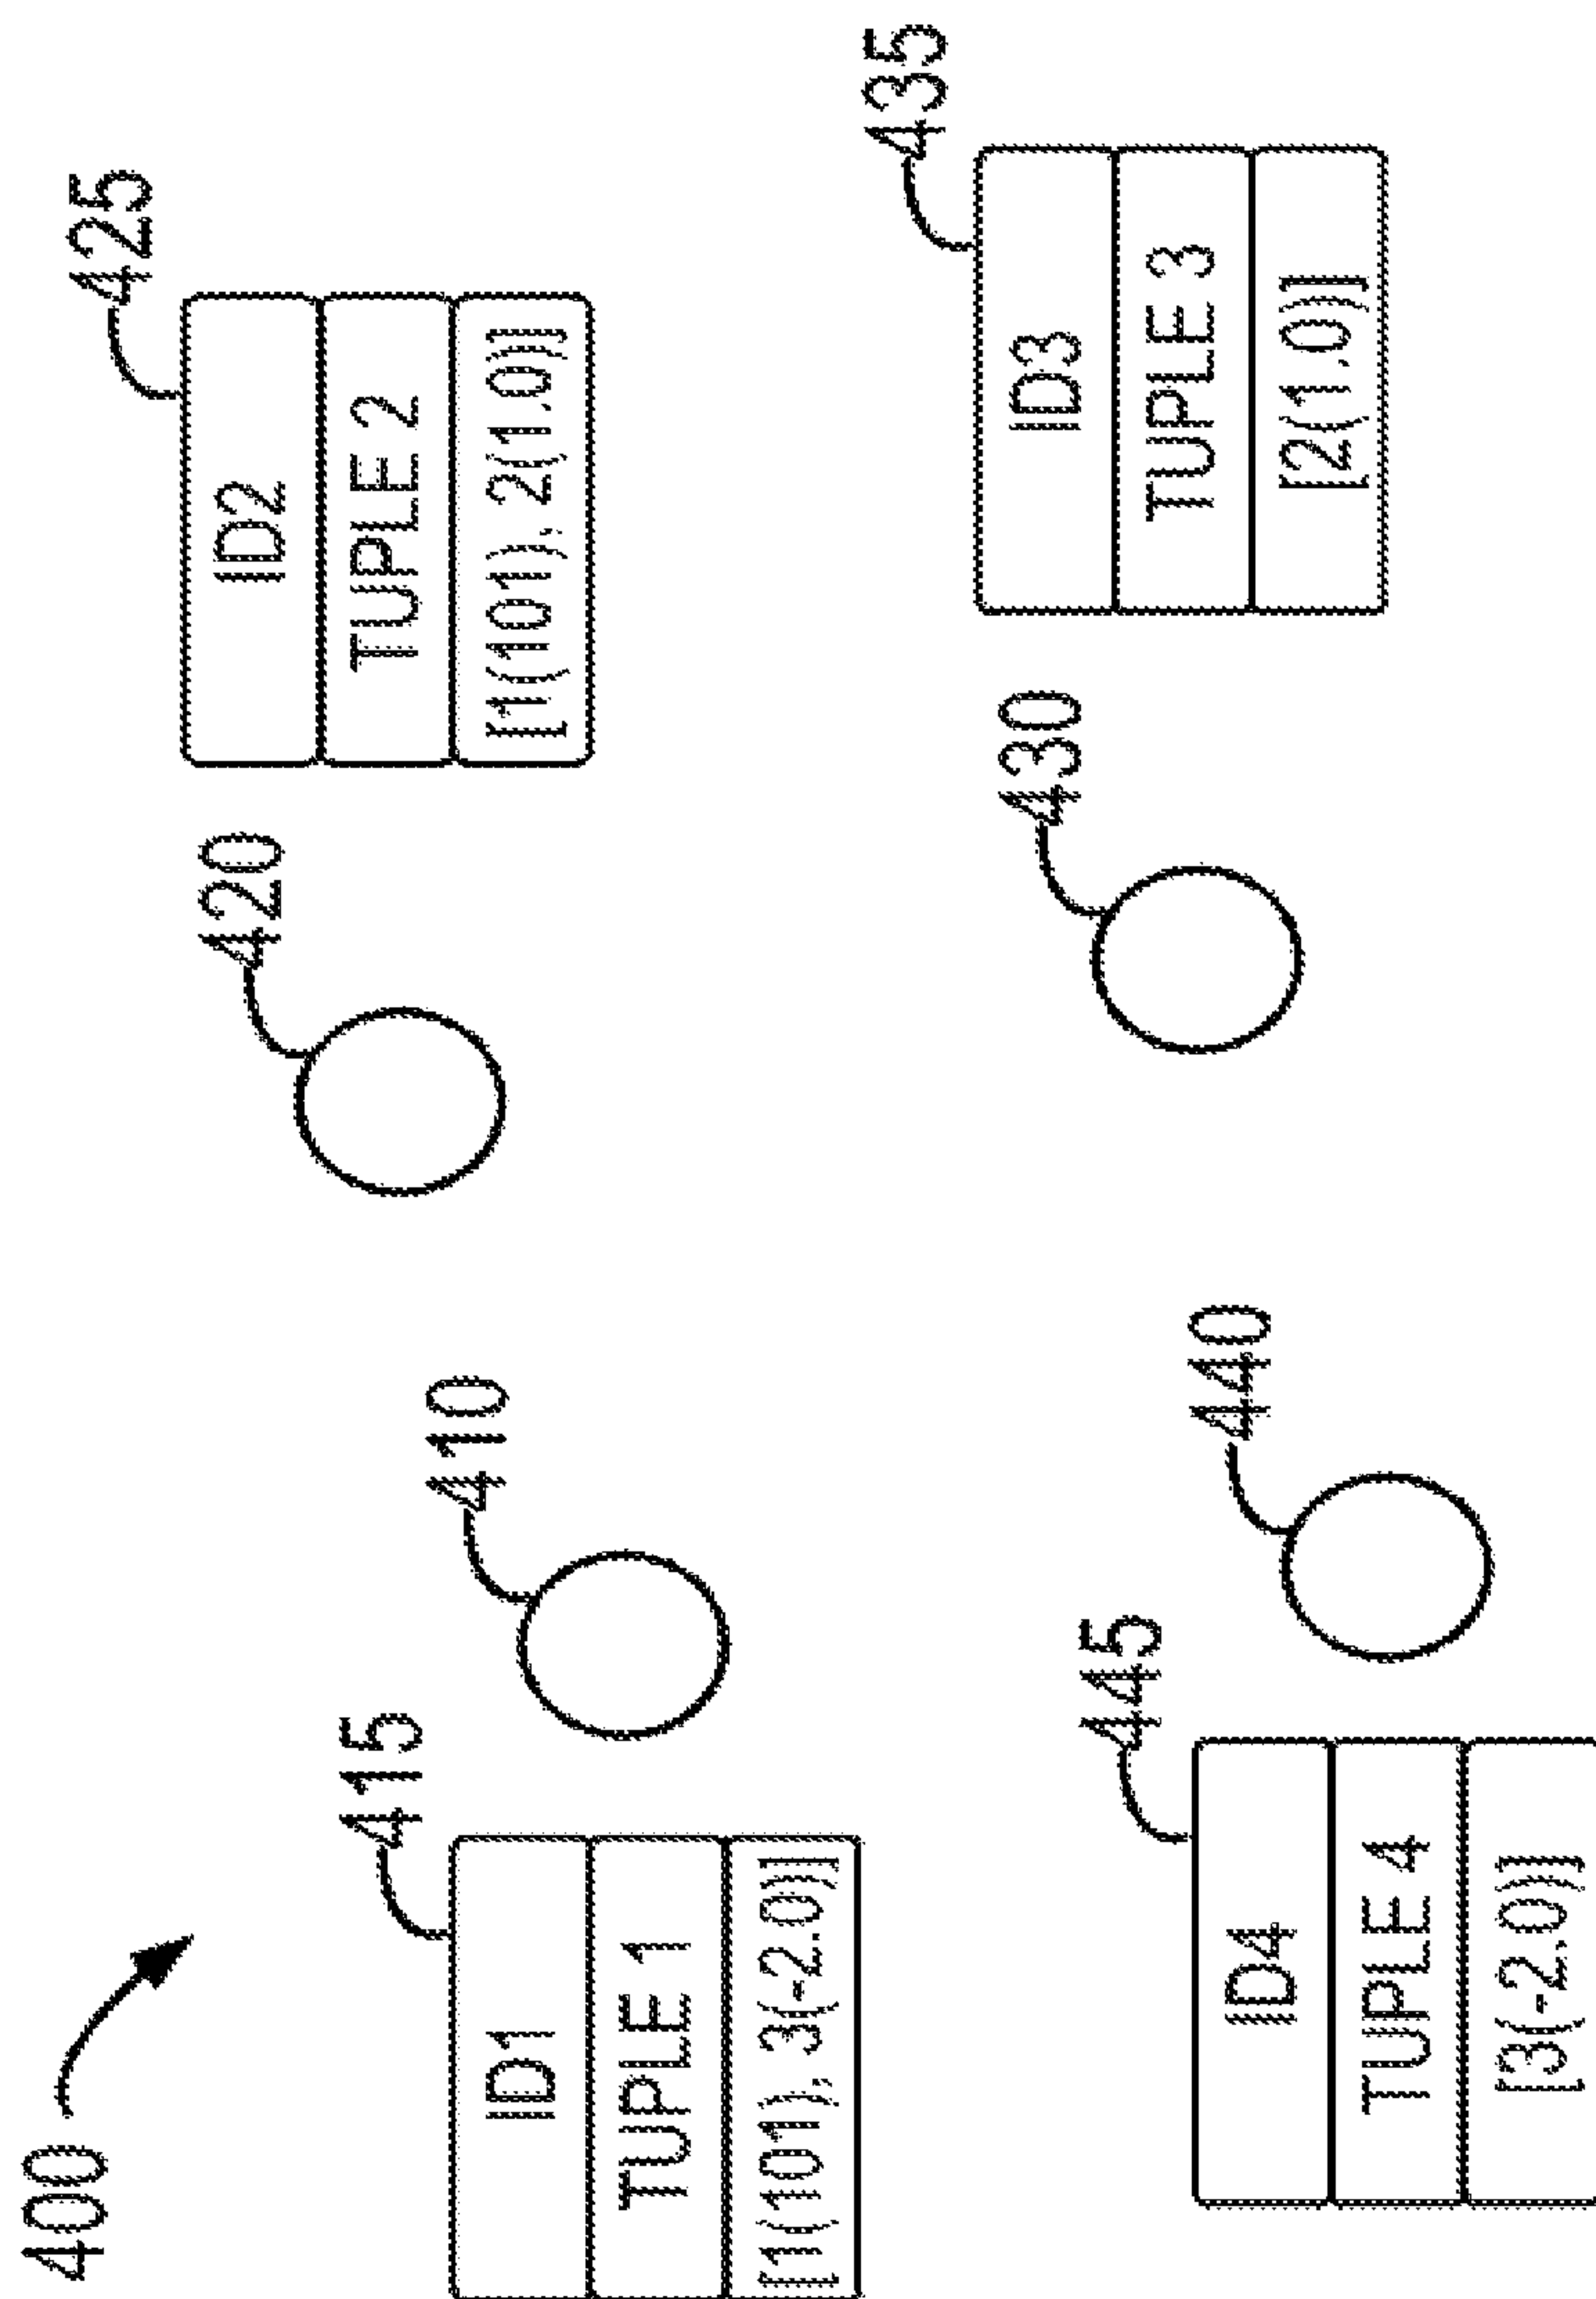 400
415
ID1
TUPLE 1
[1(101), 3(-2.0)]
410
420
425
ID2
TUPLE 2
[1(101), 2(1.0)]
445
ID4
TUPLE 4
[3(-2.0)]
440
430
435
ID3
TUPLE 3
[2(1.0)]